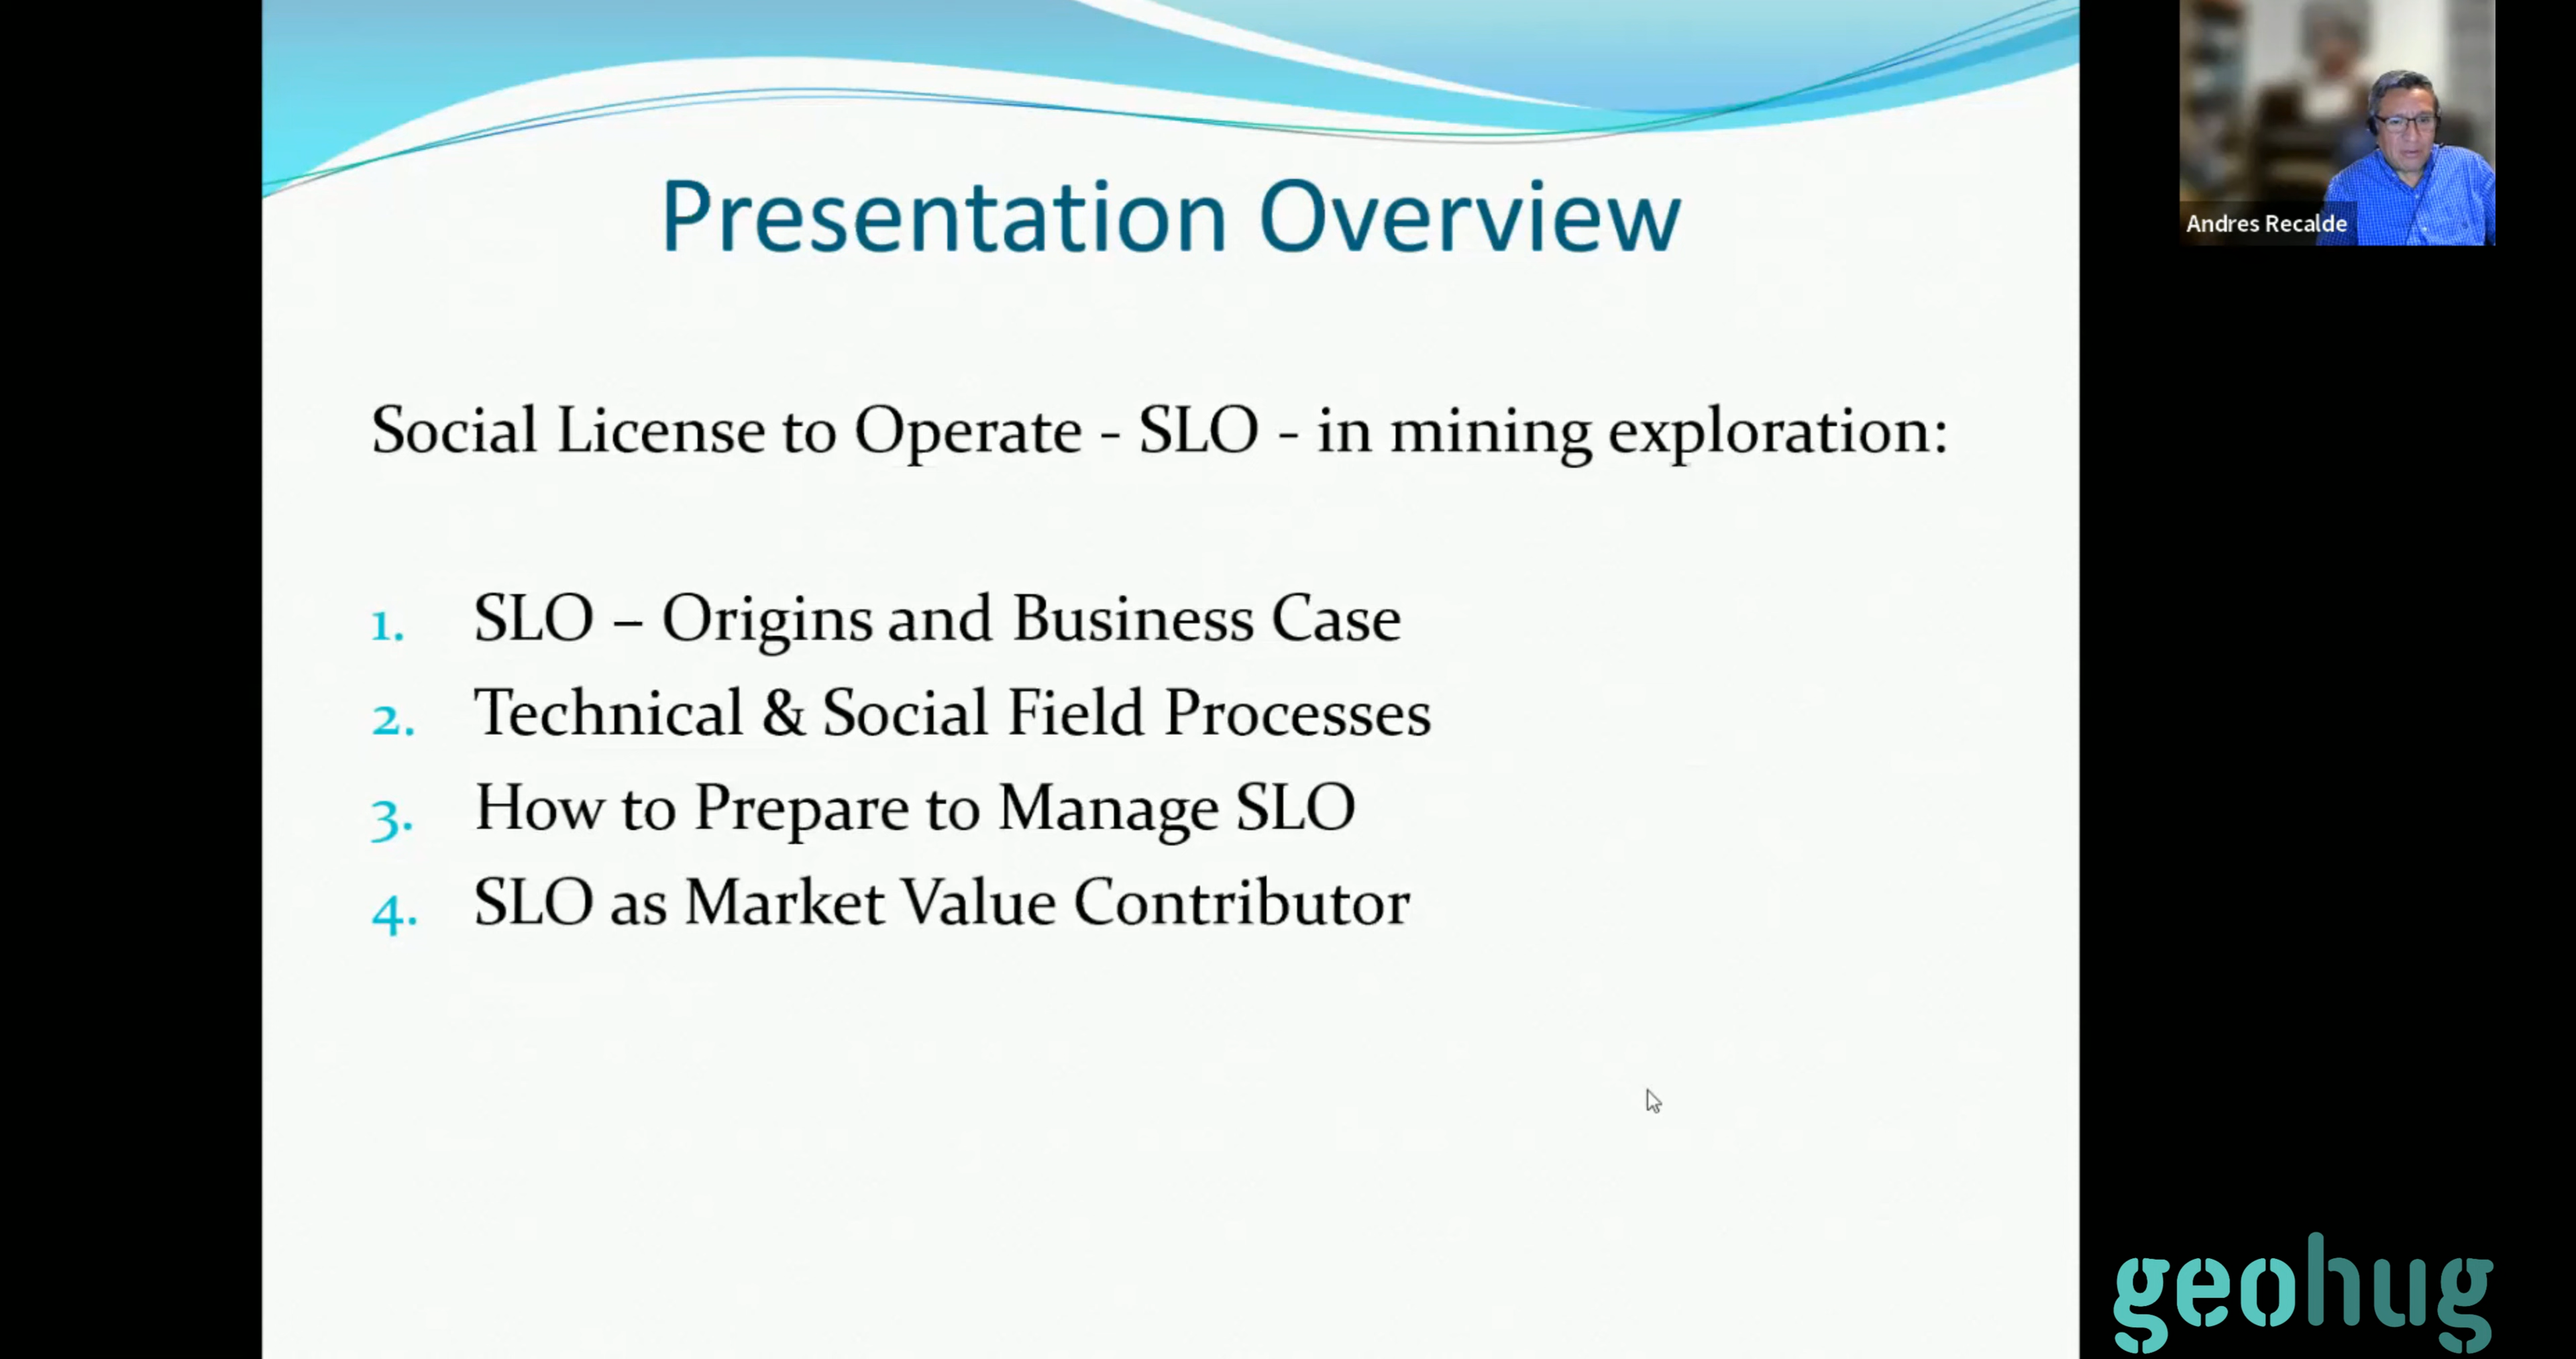 Presentation Overview
Social License to Operate - SLO - in mining exploration:
1. SLO – Origins and Business Case
2. Technical & Social Field Processes
3. How to Prepare to Manage SLO
4. SLO as Market Value Contributor
Andres Recalde
geohug